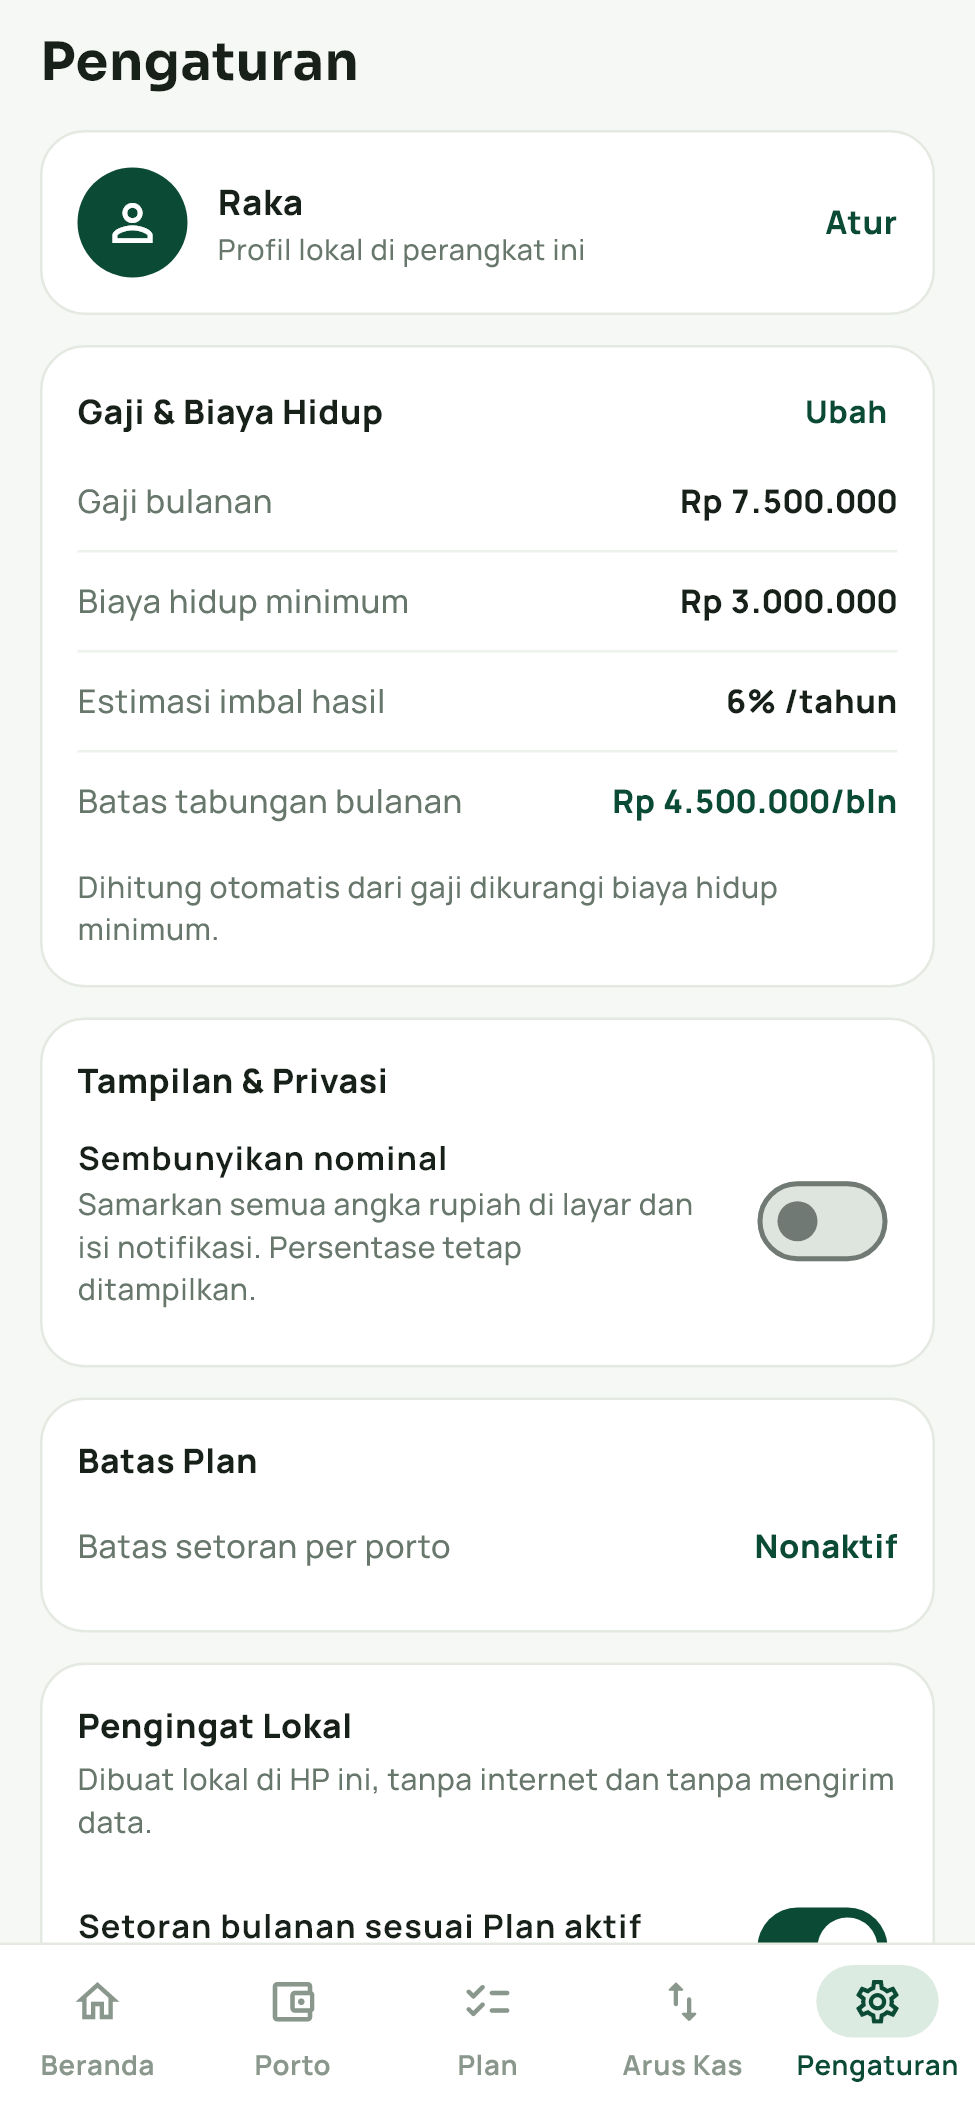 Pengaturan
Raka
Profil lokal di perangkat ini
Atur
Gaji & Biaya Hidup
Ubah
Gaji bulanan
Rp 7.500.000
Biaya hidup minimum
Rp 3.000.000
Estimasi imbal hasil
6% /tahun
Batas tabungan bulanan
Rp 4.500.000/bln
Dihitung otomatis dari gaji dikurangi biaya hidup
minimum.
Tampilan & Privasi
Sembunyikan nominal
Samarkan semua angka rupiah di layar dan
isi notifikasi. Persentase tetap
ditampilkan.
Batas Plan
Batas setoran per porto
Nonaktif
Pengingat Lokal
Dibuat lokal di HP ini, tanpa internet dan tanpa mengirim
data.
Setoran bulanan sesuai Plan aktif
Beranda
Porto
Plan
Arus Kas
Pengaturan